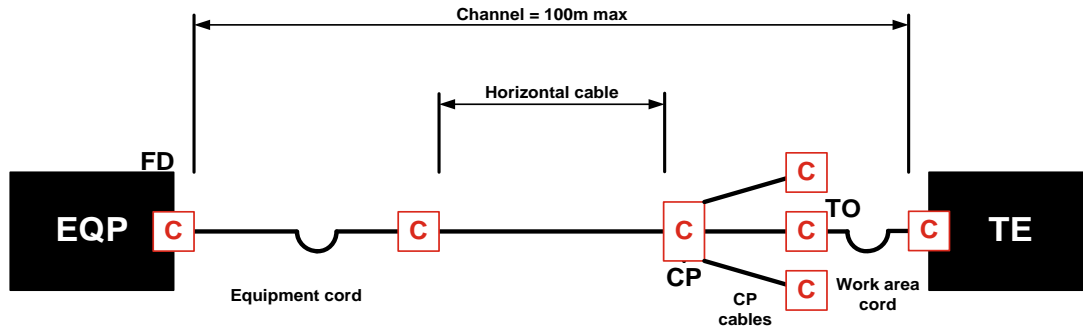 Channel = 100m max
Horizontal cable
FD
EQP
C
C
C
C
C
C
C
TO
TE
CP
Equipment cord
CP
cables
Work area
cord